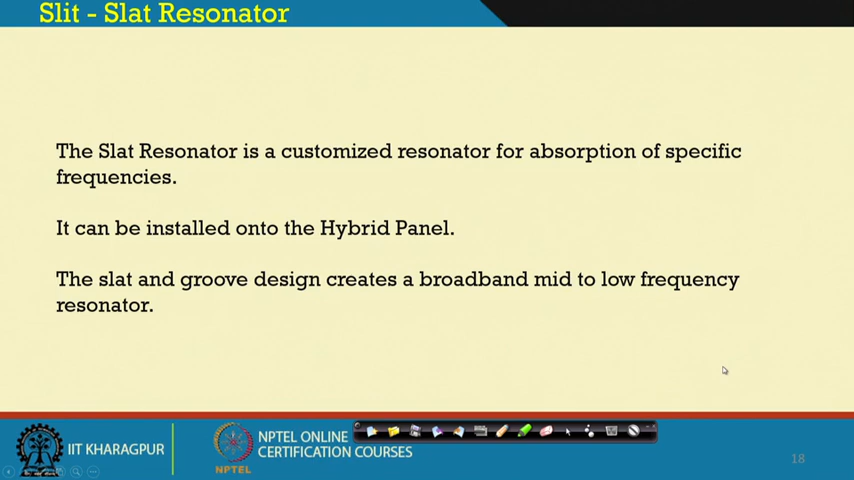 Slit - Slat Resonator
The Slat Resonator is a customized resonator for absorption of specific
frequencies.
It can be installed onto the Hybrid Panel.
The slat and groove design creates a broadband mid to low frequency
resonator.
IIT KHARAGPUR
NPTEL
NPTEL ONLINE
CERTIFICATION COURSES
18